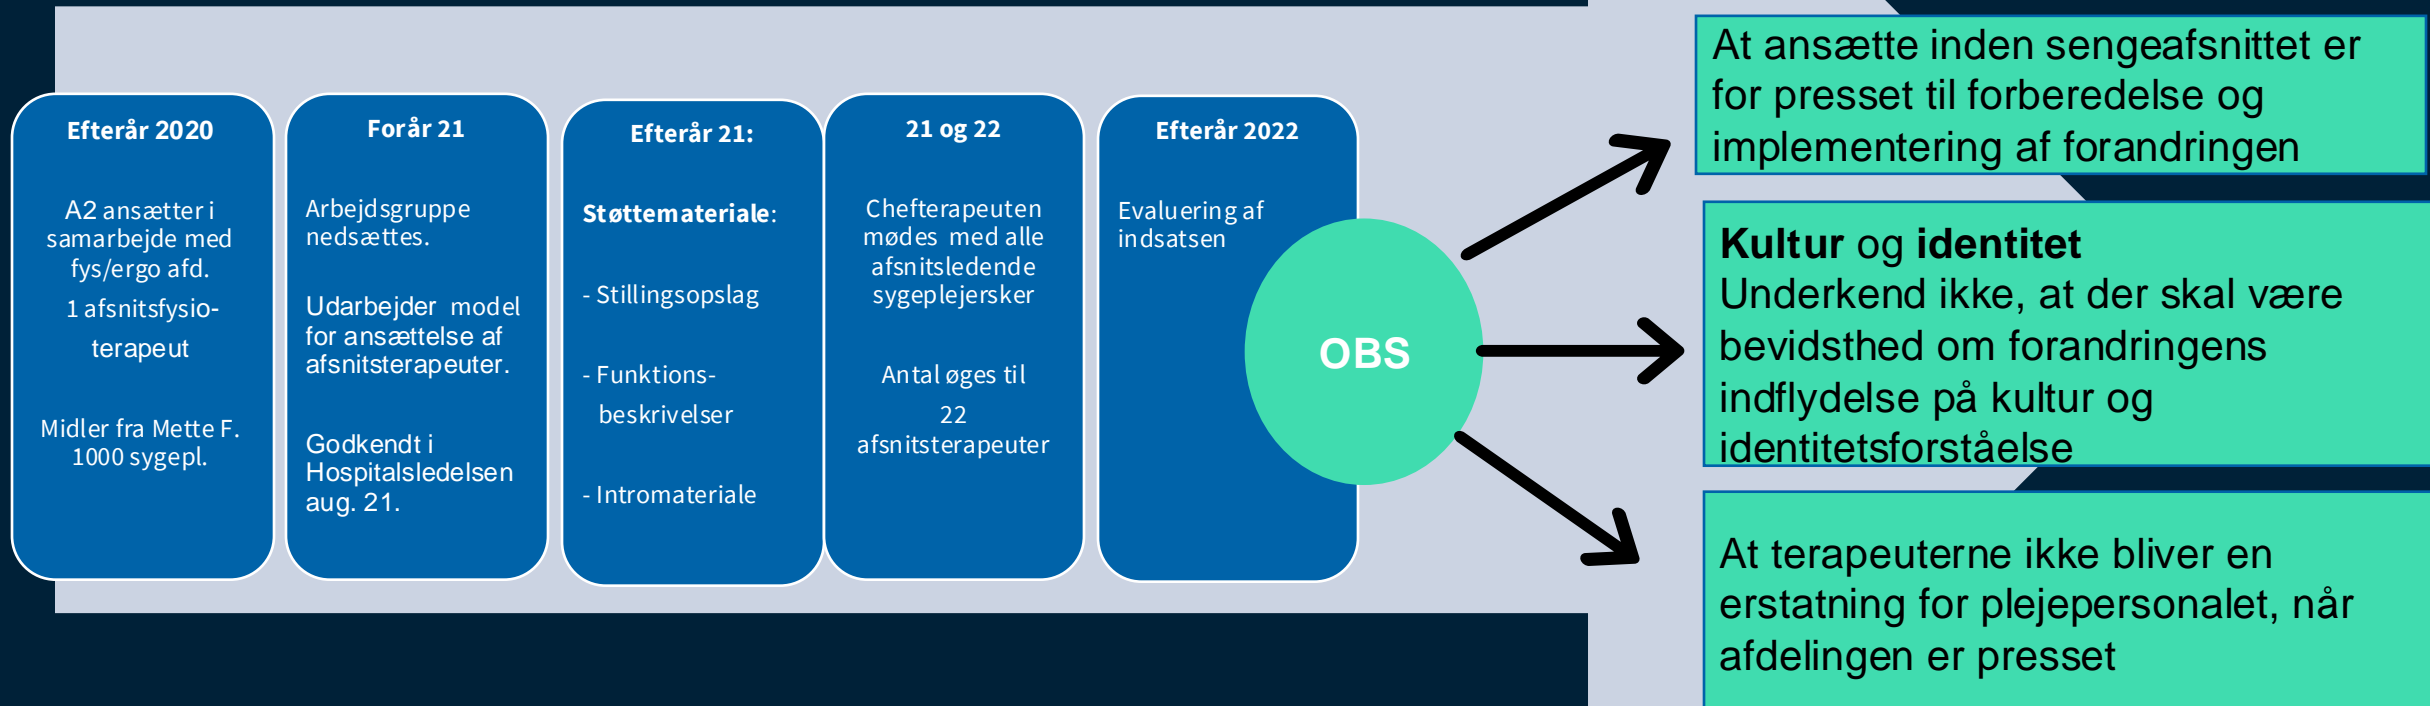 Efterår 2020
A2 ansætter i
samarbejde med
fys/ergo afd.
1 afsnitsfysio-
terapeut
Midler fra Mette F.
1000 sygepl.
Forår 21
Arbejdsgruppe
nedsættes.
Udarbejder model
for ansættelse af
afsnitsterapeuter.
Godkendt i
Hospitalsledelsen
aug. 21.
Efterår 21:
Støttemateriale:
- Stillingsopslag
- Funktions-
beskrivelser
- Intromateriale
21 og 22
Chefterapeuten
mødes med alle
afsnitsledende
sygeplejersker
Antal øges til
22
afsnitsterapeuter
Efterår 2022
Evaluering af
indsatsen
OBS
At ansætte inden sengeafsnittet er
for presset til forberedelse og
implementering af forandringen
Kultur og identitet
Underkend ikke, at der skal være
bevidsthed om forandringens
indflydelse på kultur og
identitetsforståelse
At terapeuterne ikke bliver en
erstatning for plejepersonalet, når
afdelingen er presset